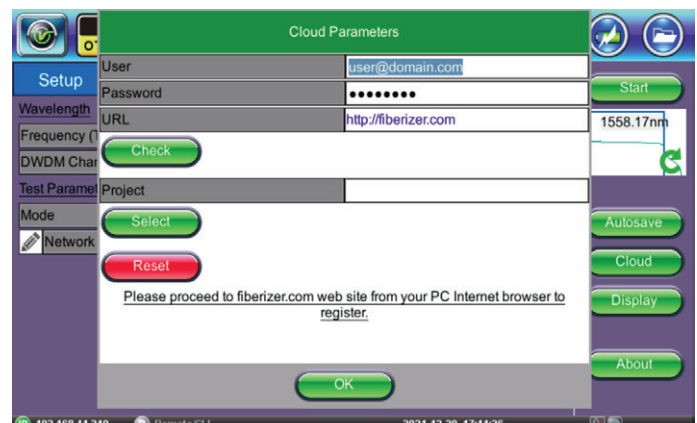 Cloud Parameters
User
user@domain.com
Password
••••••••
URL
http://fiberizer.com
Check
Project
Select
Reset
Please proceed to fiberizer.com web site from your PC Internet browser to
register.
OK
Setup
Wavelength
Frequency (T
DWDM Char
Test Paramet
Mode
Network
Start
1558.17nm
Autosave
Cloud
Display
About